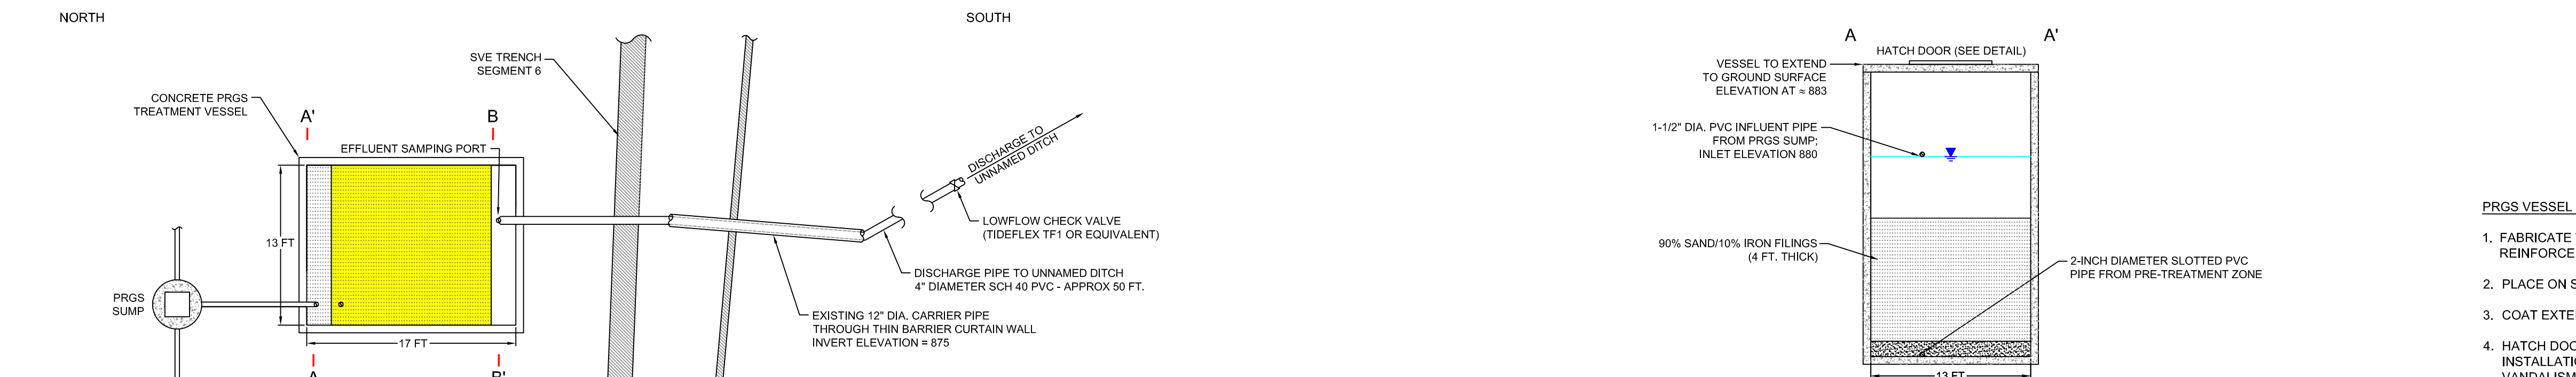 NORTH
SOUTH
SVE TRENCH
SEGMENT 6
CONCRETE PRGS
TREATMENT VESSEL
A'
B
EFFLUENT SAMPING PORT
DISCHARGE TO
UNNAMED DITCH
LOWFLOW CHECK VALVE
(TIDEFLEX TF1 OR EQUIVALENT)
13 FT
DISCHARGE PIPE TO UNNAMED DITCH
4" DIAMETER SCH 40 PVC - APPROX 50 FT.
PRGS
SUMP
EXISTING 12" DIA. CARRIER PIPE
THROUGH THIN BARRIER CURTAIN WALL
INVERT ELEVATION = 875
17 FT
A
B'
A
A'
HATCH DOOR (SEE DETAIL)
VESSEL TO EXTEND
TO GROUND SURFACE
ELEVATION AT ≈ 883
1-1/2" DIA. PVC INFLUENT PIPE
FROM PRGS SUMP;
INLET ELEVATION 880
90% SAND/10% IRON FILINGS
(4 FT. THICK)
2-INCH DIAMETER SLOTTED PVC
PIPE FROM PRE-TREATMENT ZONE
13 FT
PRGS VESSEL
1. FABRICATE
REINFORCE
2. PLACE ON S
3. COAT EXTE
4. HATCH DOO
INSTALLATIO
VANDALISM